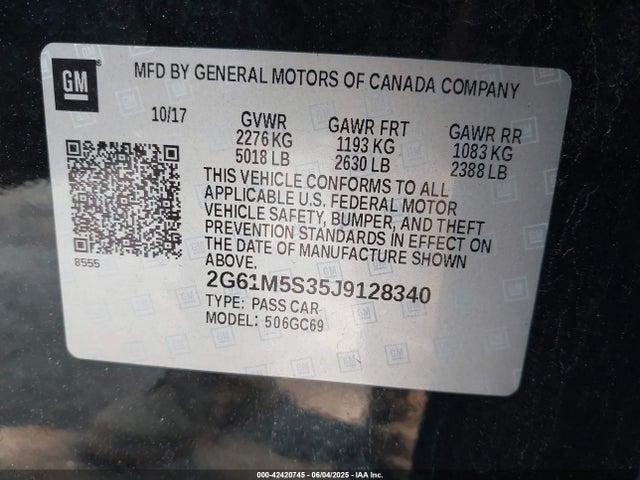 GM
MFD BY GENERAL MOTORS OF CANADA COMPANY
10/17
GVWR GAWR FRT GAWR RR
2276 KG 1193 KG 1083 KG
5018 LB 2630 LB 2388 LB
THIS VEHICLE CONFORMS TO ALL
APPLICABLE U.S. FEDERAL MOTOR
VEHICLE SAFETY, BUMPER, AND THEFT
PREVENTION STANDARDS IN EFFECT ON
THE DATE OF MANUFACTURE SHOWN
ABOVE.
8555
2G61M5S35J9128340
TYPE: PASS CAR
MODEL: 506GC69
000-42420745 - 06/04/2025 - IAA Inc.